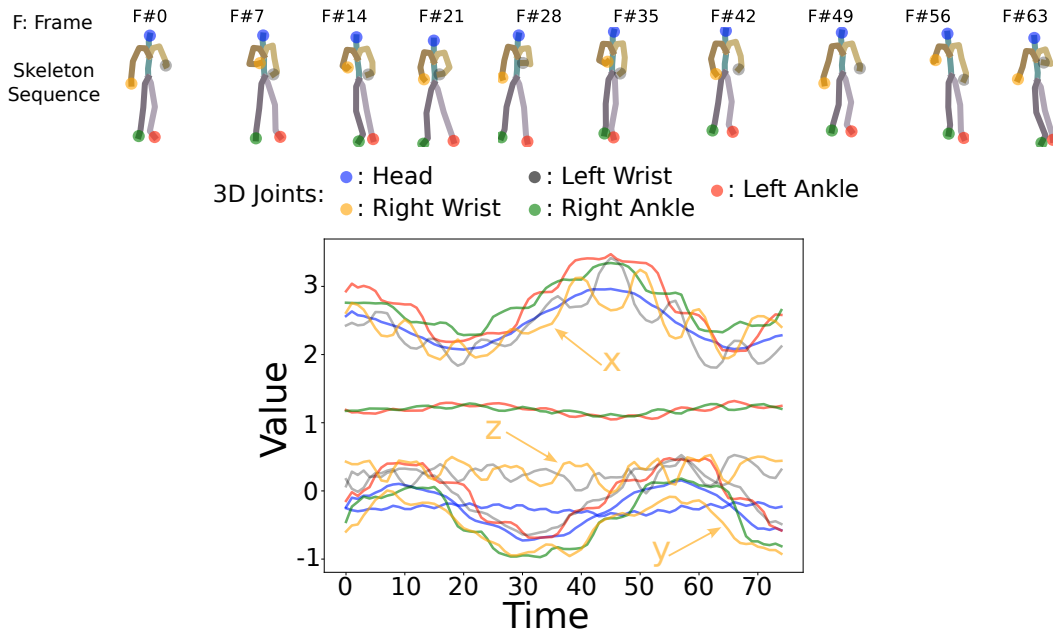 F: Frame
F#0 F#7 F#14 F#21 F#28 F#35 F#42 F#49 F#56 F#63
Skeleton
Sequence
3D Joints:
: Head
: Left Wrist
: Left Ankle
: Right Wrist
: Right Ankle
Value
3
2
1
0
-1
x
z
y
0 10 20 30 40 50 60 70
Time